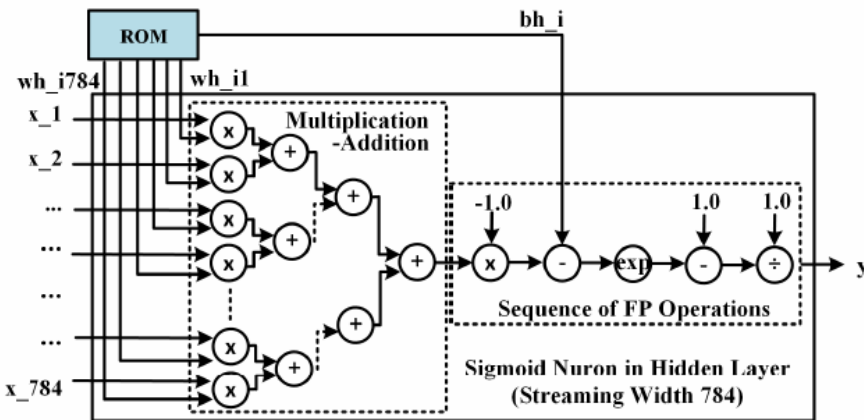 ROM
bh_i
wh_i784
wh_i1
x_1
Multiplication
-Addition
x
+
x_2
x
+
-1.0
1.0
1.0
...
x
+
...
x
+
x
-
exp
-
÷
y
...
Sequence of FP Operations
+
...
x
+
Sigmoid Nuron in Hidden Layer
x_784
x
(Streaming Width 784)